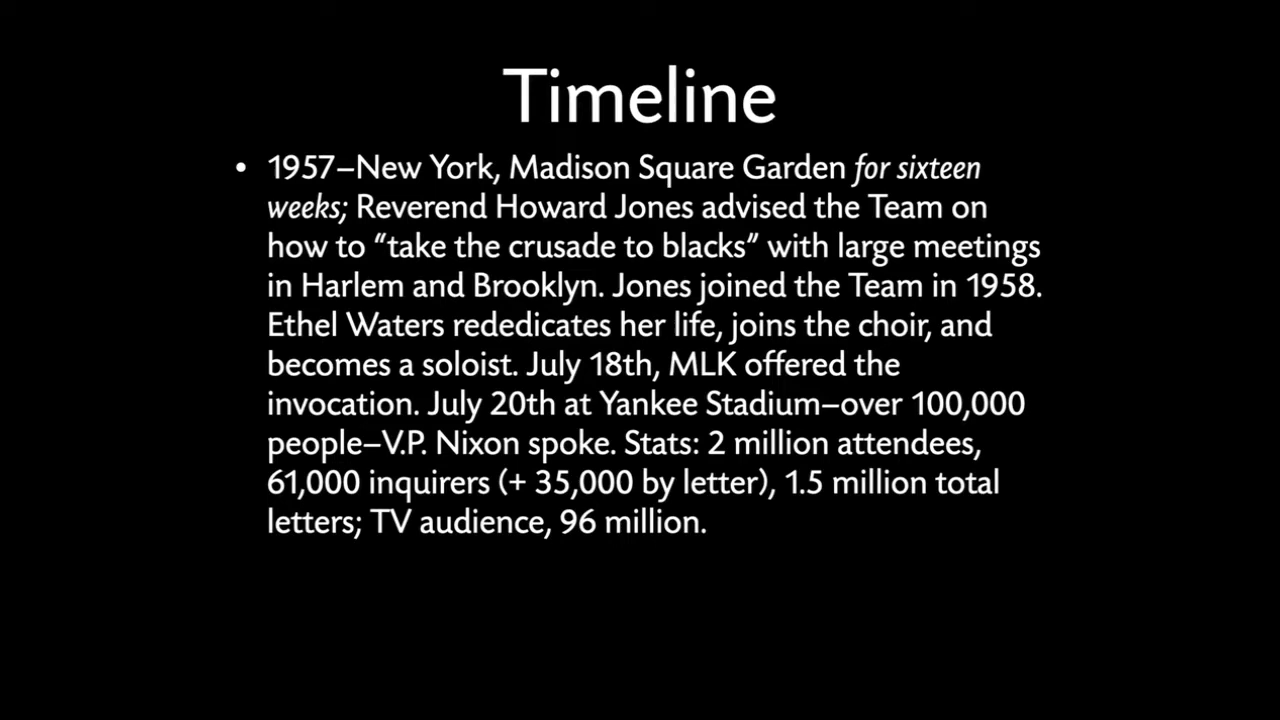 Timeline
• 1957–New York, Madison Square Garden for sixteen
weeks; Reverend Howard Jones advised the Team on
how to “take the crusade to blacks” with large meetings
in Harlem and Brooklyn. Jones joined the Team in 1958.
Ethel Waters rededicates her life, joins the choir, and
becomes a soloist. July 18th, MLK offered the
invocation. July 20th at Yankee Stadium–over 100,000
people–V.P. Nixon spoke. Stats: 2 million attendees,
61,000 inquirers (+ 35,000 by letter), 1.5 million total
letters; TV audience, 96 million.